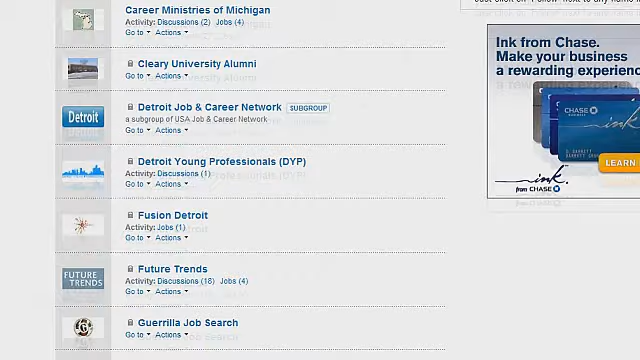 Career Ministries of Michigan
Activity: Discussions (2) Jobs (4)
Go to Actions
Cleary University Alumni
Go to Actions
Detroit
Detroit Job & Career Network SUBGROUP
a subgroup of USA Job & Career Network
Go to Actions
Detroit Young Professionals (DYP)
Activity: Discussions (1)
Go to Actions
Fusion Detroit
Activity: Jobs (1)
Go to Actions
FUTURE
TRENDS
Future Trends
Activity: Discussions (18) Jobs (4)
Go to Actions
Guerrilla Job Search
Go to Actions
Ink from Chase.
Make your business
a rewarding experienc
CHASE
ink
LEARN
ink
from CHASE